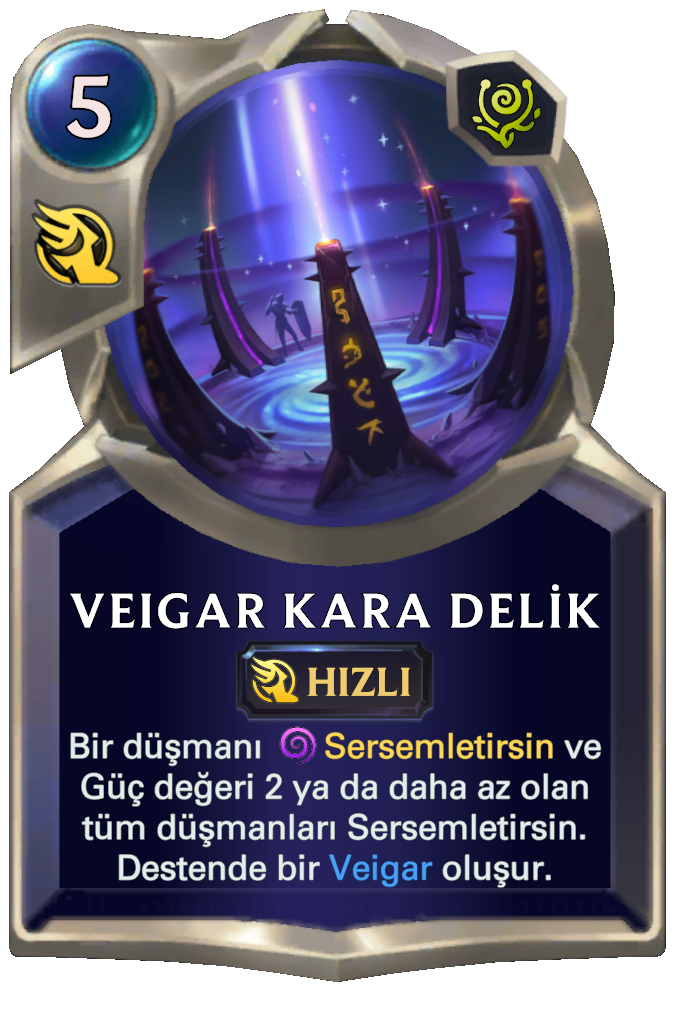 5
VEIGAR KARA DELİK
HIZLI
Bir düşmanı Sersemletirsin ve
Güç değeri 2 ya da daha az olan
tüm düşmanları Sersemletirsin.
Destende bir Veigar oluşur.